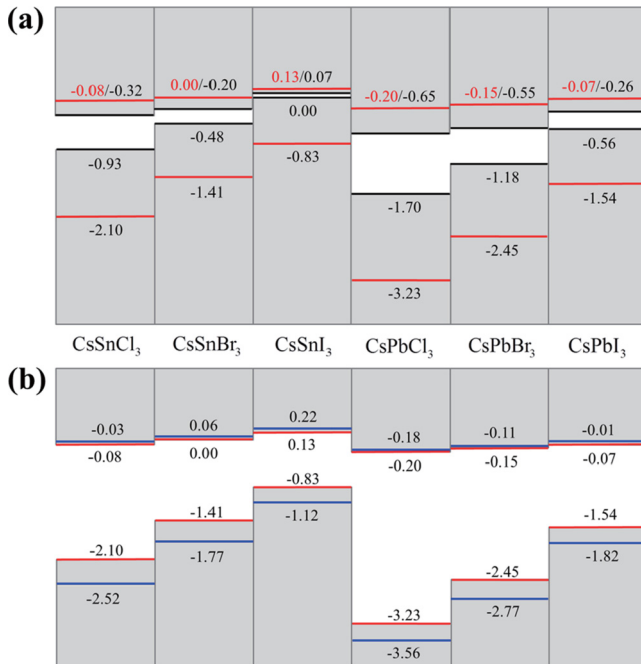 (a)
-0.08/-0.32 0.00/-0.20 0.13/0.07 -0.20/-0.65 -0.15/-0.55 -0.07/-0.26
0.00
-0.93 -0.48 -0.83 -1.70 -1.18 -0.56
-2.10 -1.41 -3.23 -2.45 -1.54
CsSnCl₃ CsSnBr₃ CsSnI₃ CsPbCl₃ CsPbBr₃ CsPbI₃
(b)
-0.03 0.06 0.22 -0.18 -0.11 -0.01
-0.08 0.00 0.13 -0.20 -0.15 -0.07
-2.10 -1.41 -0.83 -3.23 -2.45 -1.54
-2.52 -1.77 -1.12 -3.56 -2.77 -1.82